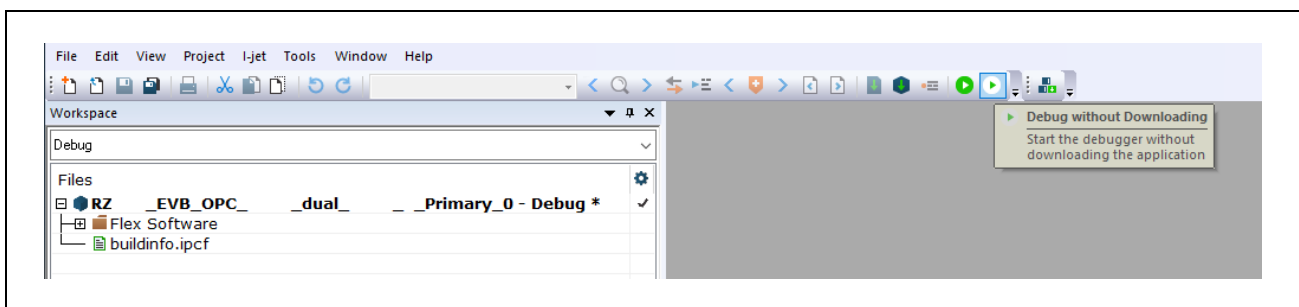 File Edit View Project I-jet Tools Window Help
Workspace
Debug
Files
RZ _EVB_OPC_ _dual_ _ _Primary_0 - Debug *
Flex Software
buildinfo.ipcf
Debug without Downloading
Start the debugger without
downloading the application